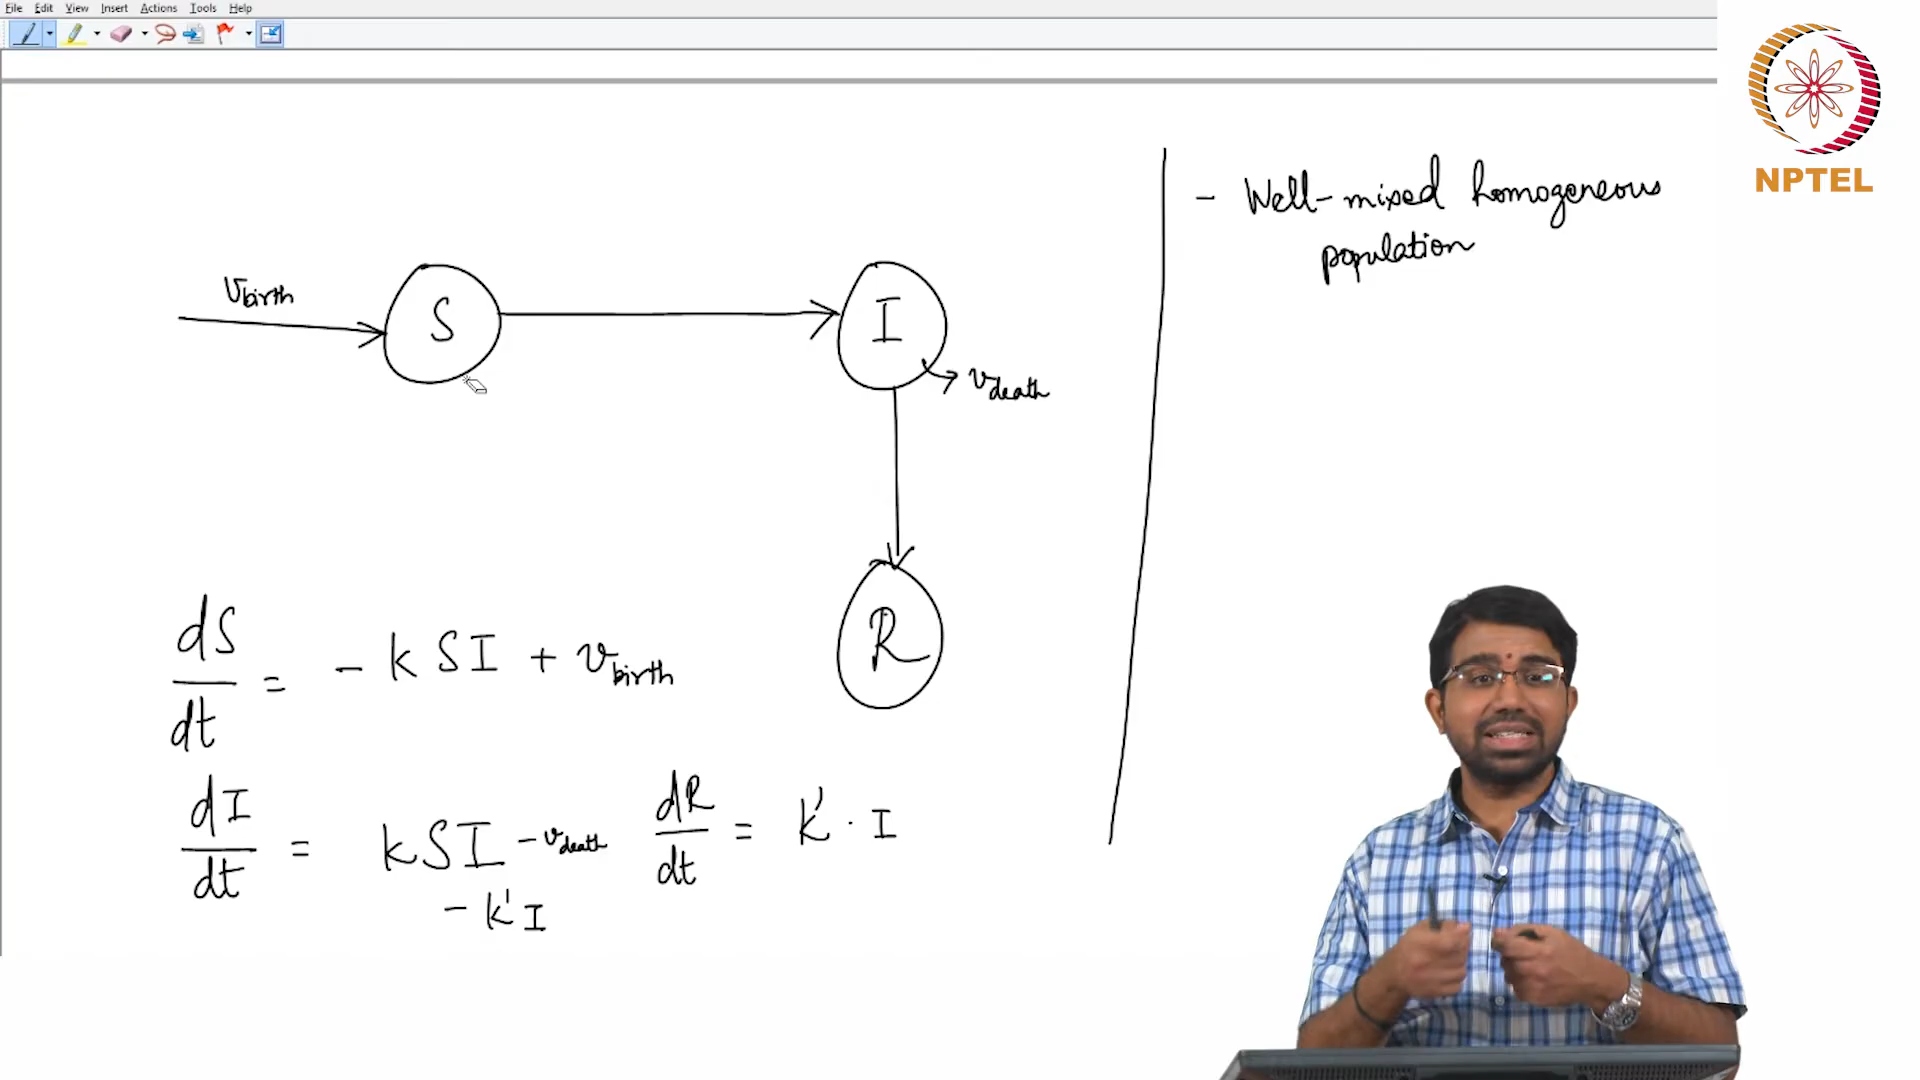 File Edit View Insert Actions Tools Help
NPTEL
- Well-mixed homogeneous
population
v_birth
S
I
v_death
R
dS/dt = - k S I + v_birth
dI/dt = k S I - v_death - k' I
dR/dt = k' · I